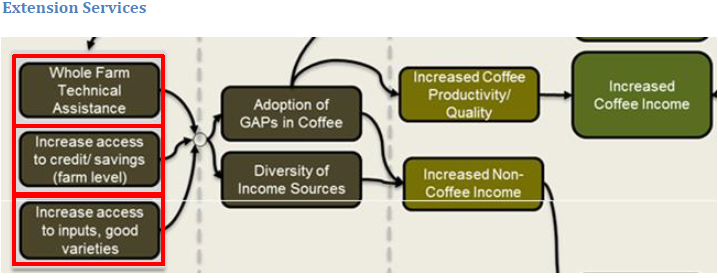 Extension Services
Whole Farm
Technical
Assistance
Increase access
to credit/ savings
(farm level)
Increase access
to inputs, good
varieties
Adoption of
GAPs in Coffee
Diversity of
Income Sources
Increased Coffee
Productivity/
Quality
Increased Non-
Coffee Income
Increased
Coffee Income